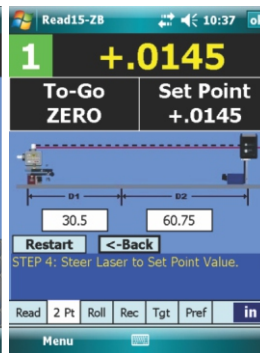 Read15-ZB 10:37 ok
1 +.0145
To-Go Set Point
ZERO +.0145
D1 D2
30.5 60.75
Restart <-Back
STEP 4: Steer Laser to Set Point Value.
Read 2 Pt Roll Rec Tgt Pref in
Menu